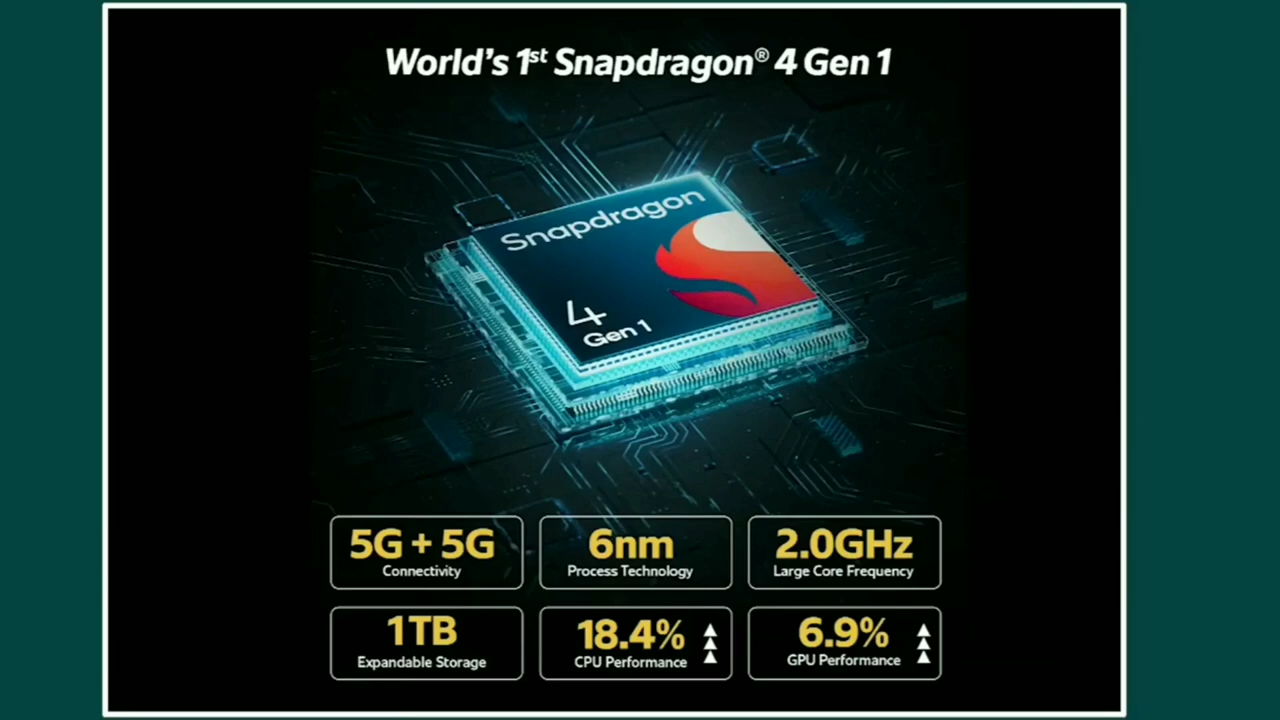 World's 1st Snapdragon® 4 Gen 1
Snapdragon
4
Gen 1
5G + 5G
Connectivity
6nm
Process Technology
2.0GHz
Large Core Frequency
1TB
Expandable Storage
18.4%
CPU Performance
6.9%
GPU Performance